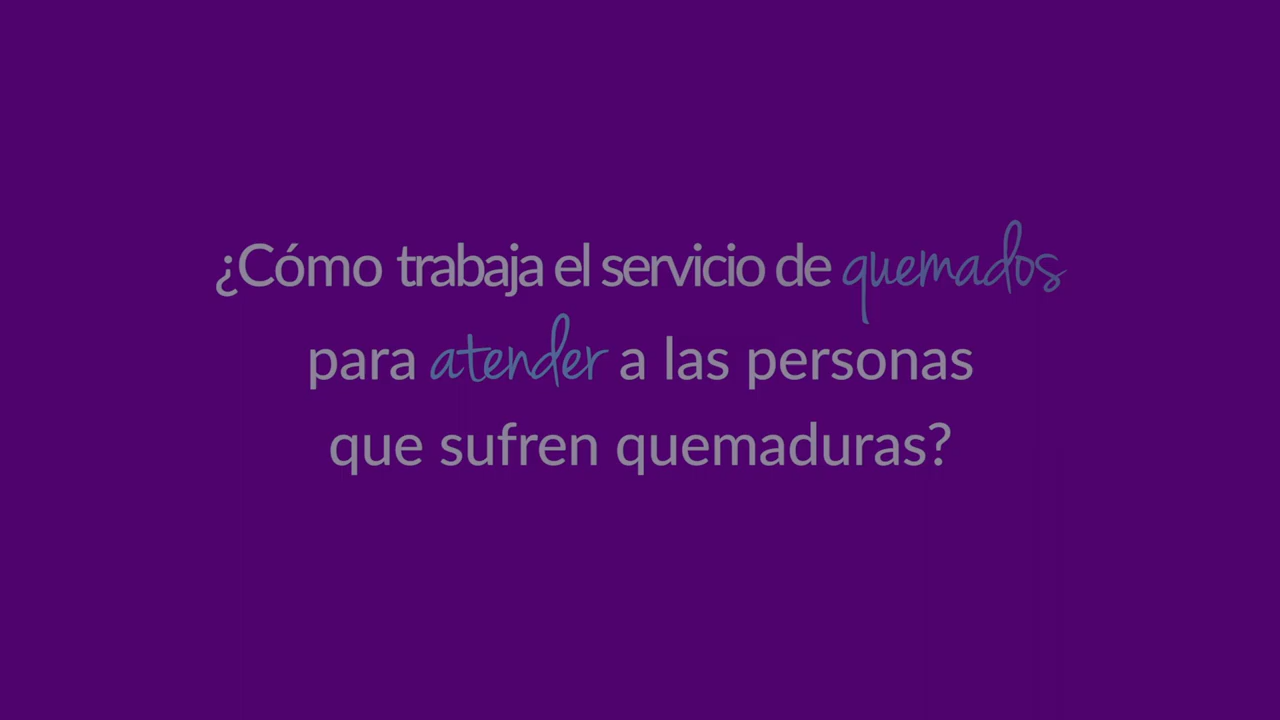 ¿Cómo trabaja el servicio de quemados
para atender a las personas
que sufren quemaduras?